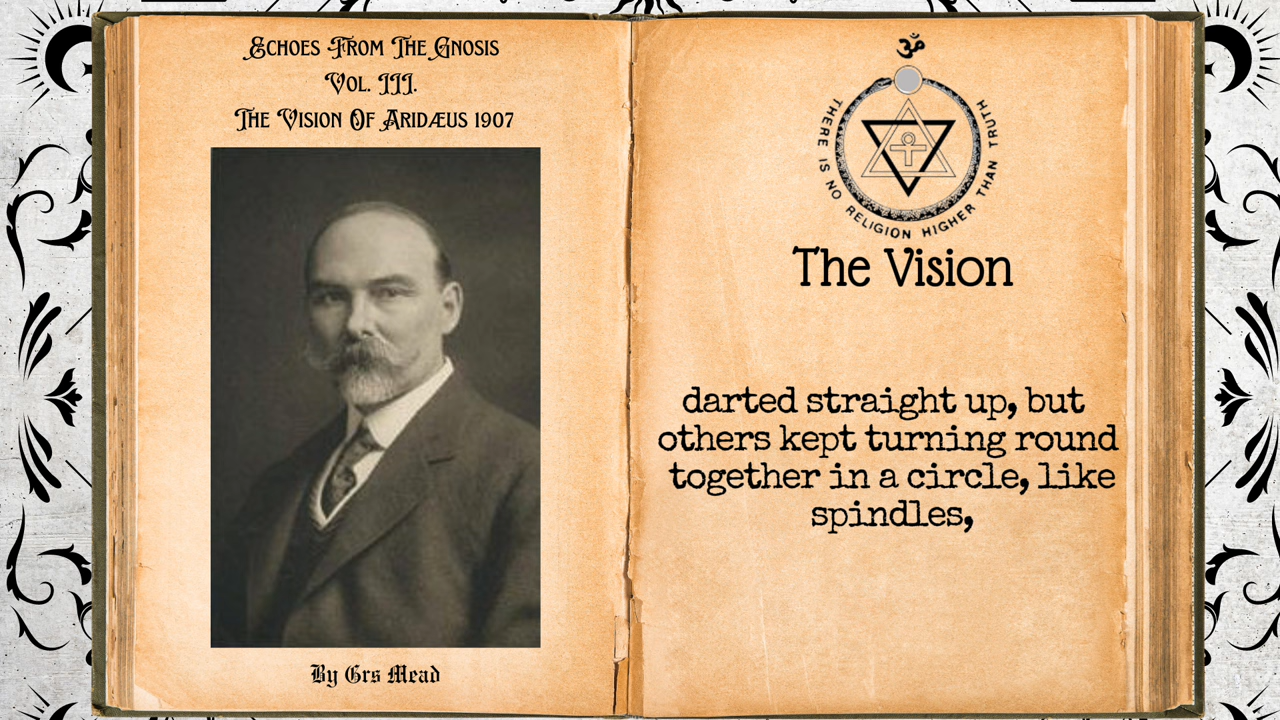 Echoes From The Gnosis
Vol. III.
The Vision Of Aridæus 1907
By Grs Mead
ॐ
THERE IS NO RELIGION HIGHER THAN TRUTH
The Vision
darted straight up, but
others kept turning round
together in a circle, like
spindles,